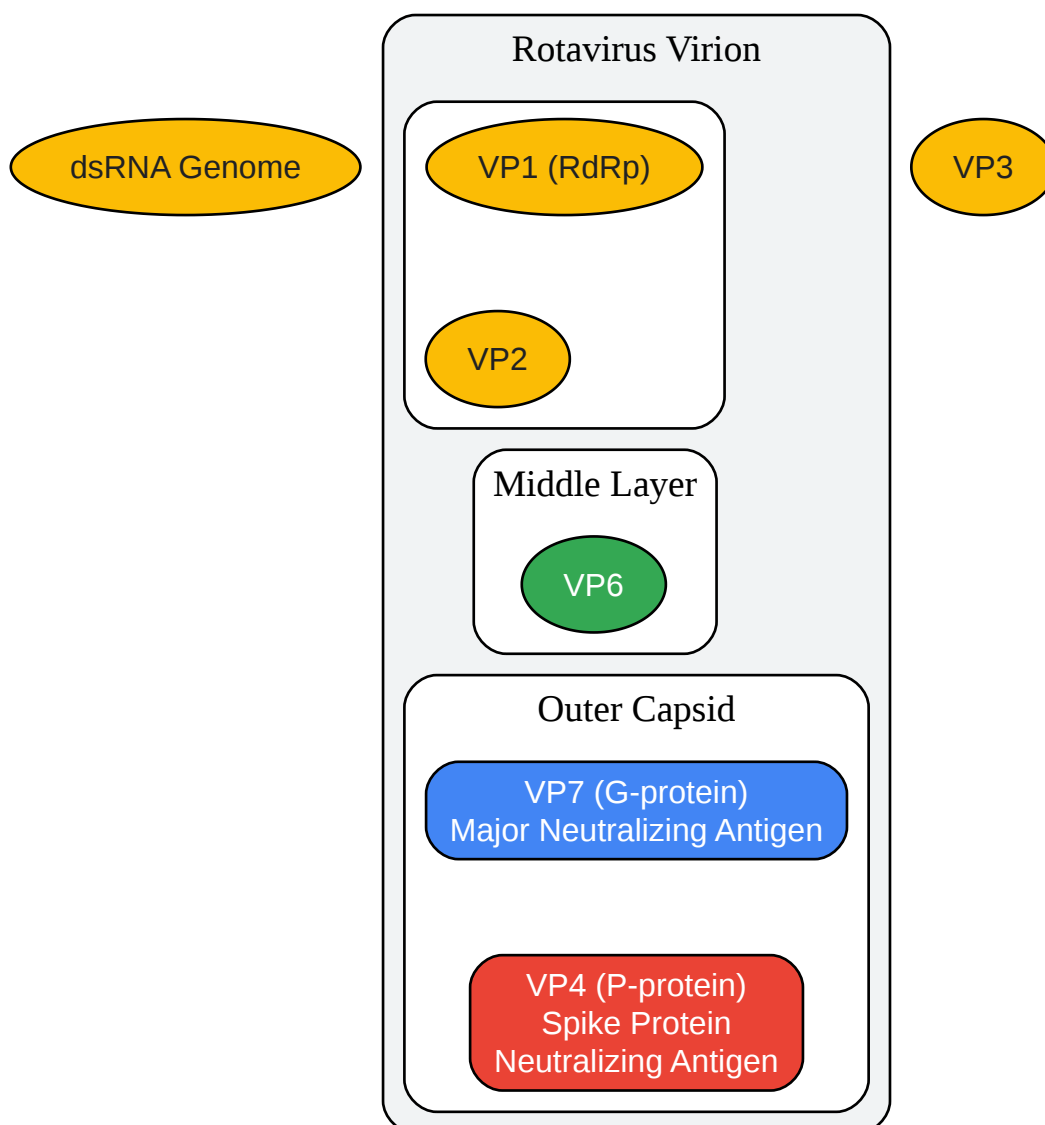 Rotavirus Virion
dsRNA Genome
VP1 (RdRp)
VP3
VP2
Middle Layer
VP6
Outer Capsid
VP7 (G-protein)
Major Neutralizing Antigen
VP4 (P-protein)
Spike Protein
Neutralizing Antigen